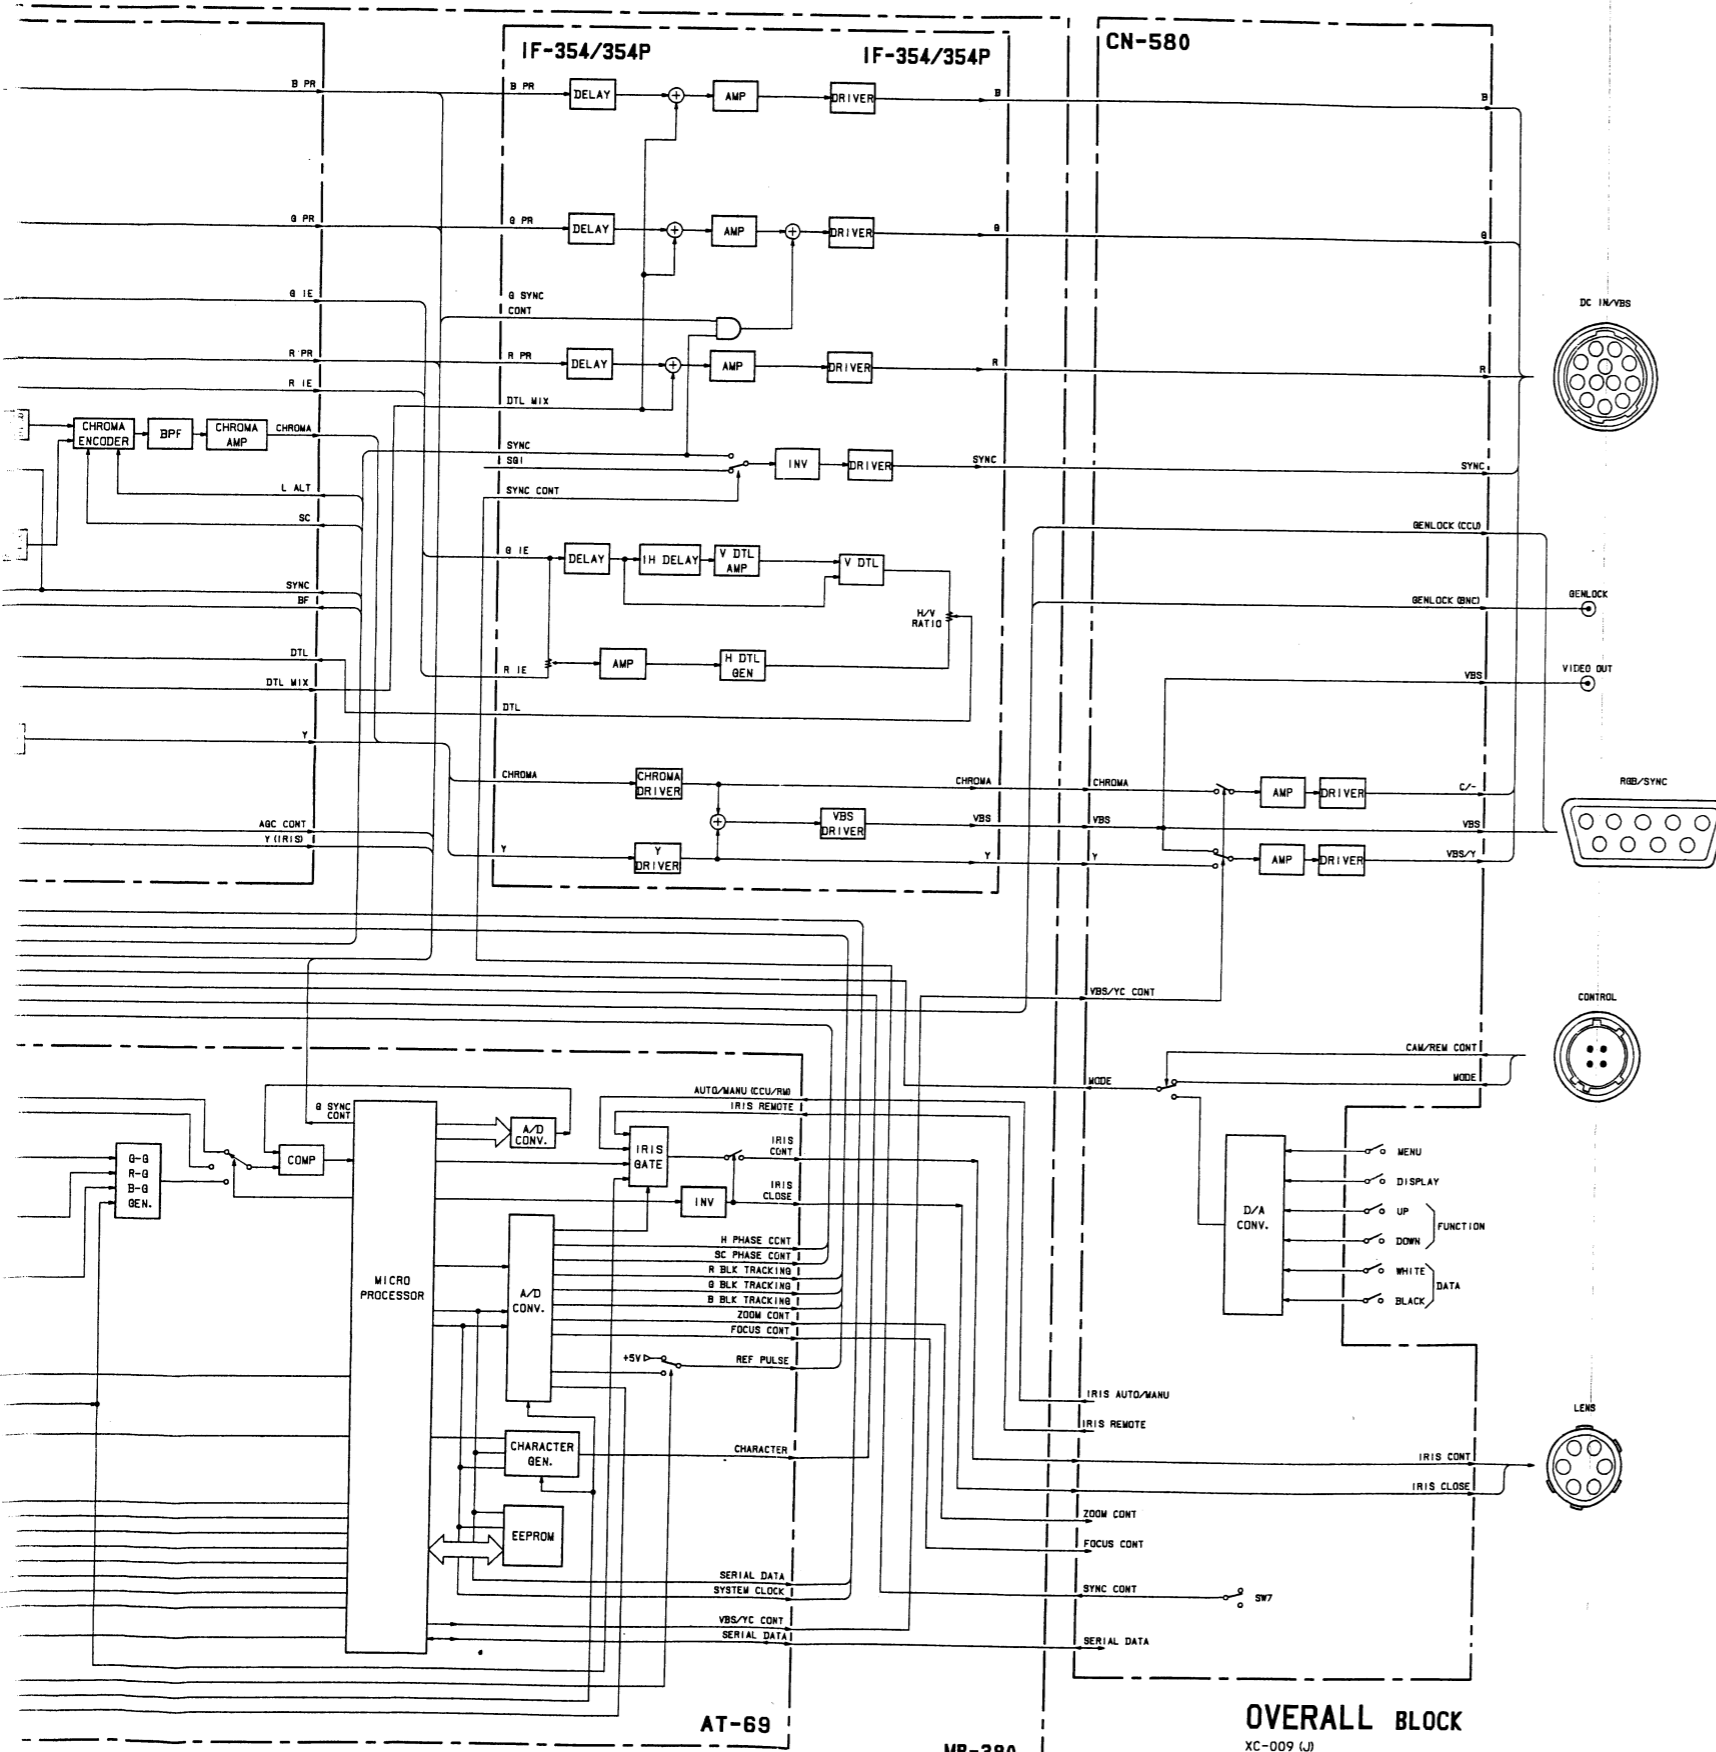 IF-354/354P
IF-354/354P
CN-580
B PR
B PR
DELAY
AMP
DRIVER
B
B
G PR
G PR
DELAY
AMP
DRIVER
G
G
G IE
G SYNC
CONT
DC IN/VBS
R PR
R PR
DELAY
AMP
DRIVER
R
R
R IE
DTL MIX
CHROMA
ENCODER
BPF
CHROMA
AMP
CHROMA
SYNC
SGI
INV
DRIVER
SYNC
SYNC
L ALT
SYNC CONT
SC
GENLOCK (CCU)
G IE
DELAY
1H DELAY
V DTL
AMP
V DTL
SYNC
BF
H/V
RATIO
GENLOCK (BNC)
GENLOCK
DTL
R IE
AMP
H DTL
GEN
VBS
VIDEO OUT
DTL MIX
DTL
Y
CHROMA
CHROMA
DRIVER
CHROMA
CHROMA
AMP
DRIVER
C/-
RGB/SYNC
AGC CONT
Y (IRIS)
VBS
DRIVER
VBS
VBS
VBS
Y
Y
DRIVER
Y
Y
AMP
DRIVER
VBS/Y
VBS/YC CONT
CONTROL
CAM/REM CONT
MODE
MODE
AUTO/MANU (CCU/RM)
IRIS REMOTE
G SYNC
CONT
A/D
CONV.
IRIS
GATE
IRIS
CONT
COMP
G-G
R-G
B-G
GEN.
INV
IRIS
CLOSE
MENU
DISPLAY
D/A
CONV.
UP
DOWN
FUNCTION
WHITE
BLACK
DATA
MICRO
PROCESSOR
A/D
CONV.
H PHASE CONT
SC PHASE CONT
R BLK TRACKING
G BLK TRACKING
B BLK TRACKING
ZOOM CONT
FOCUS CONT
+5V
REF PULSE
IRIS AUTO/MANU
IRIS REMOTE
LENS
CHARACTER
GEN.
CHARACTER
IRIS CONT
IRIS CLOSE
ZOOM CONT
EEPROM
FOCUS CONT
SERIAL DATA
SYSTEM CLOCK
SYNC CONT
SW7
VBS/YC CONT
SERIAL DATA
SERIAL DATA
AT-69
OVERALL BLOCK
XC-009 (J)